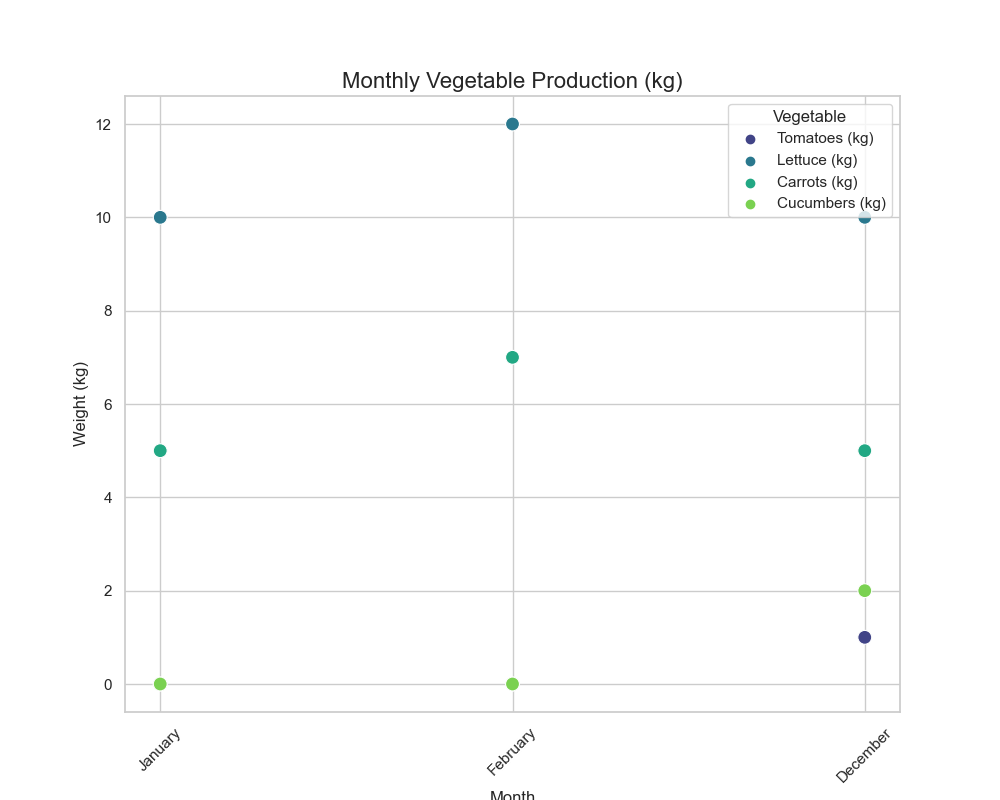 Monthly Vegetable Production (kg)
Vegetable
Tomatoes (kg)
Lettuce (kg)
Carrots (kg)
Cucumbers (kg)
12
10
8
6
4
2
0
Weight (kg)
January
February
December
Month